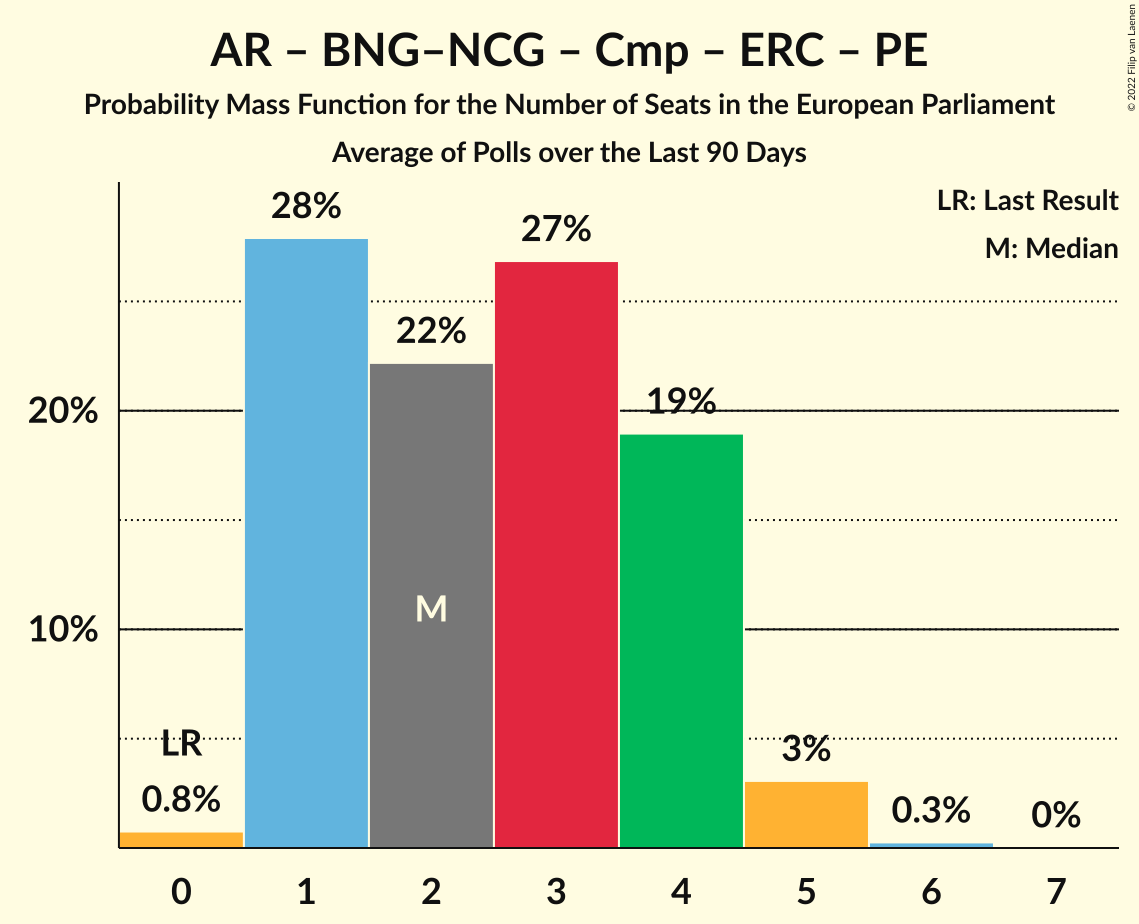 AR – BNG–NCG – Cmp – ERC – PE
Probability Mass Function for the Number of Seats in the European Parliament
Average of Polls over the Last 90 Days
© 2022 Filip van Laenen
LR: Last Result
M: Median
28%
27%
22%
19%
20%
10%
M
LR
0.8%
3%
0.3%
0%
0 1 2 3 4 5 6 7